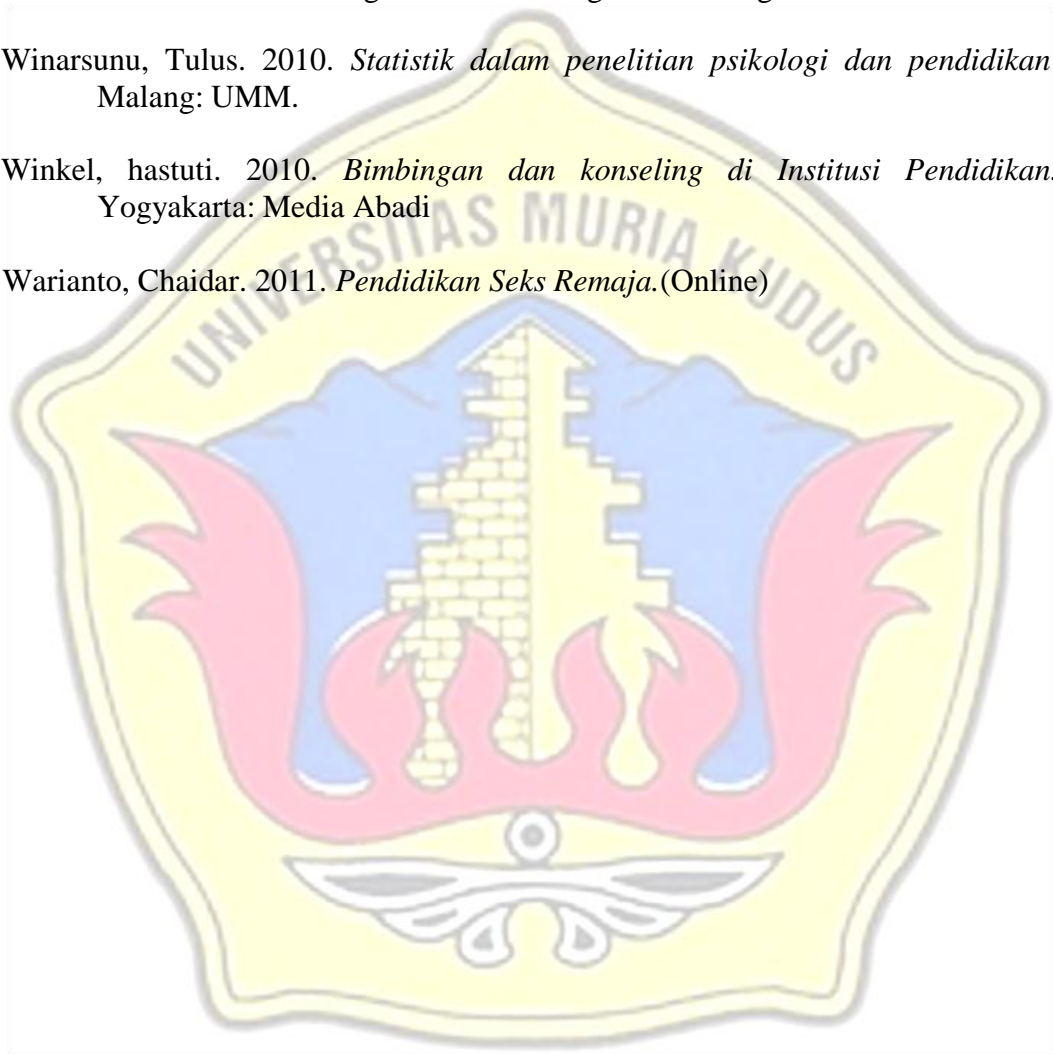 Winarsunu, Tulus. 2010. Statistik dalam penelitian psikologi dan pendidikan
Malang: UMM.
Winkel, hastuti. 2010. Bimbingan dan konseling di Institusi Pendidikan.
Yogyakarta: Media Abadi
UNIVERSITAS MURIA KUDUS
Warianto, Chaidar. 2011. Pendidikan Seks Remaja.(Online)